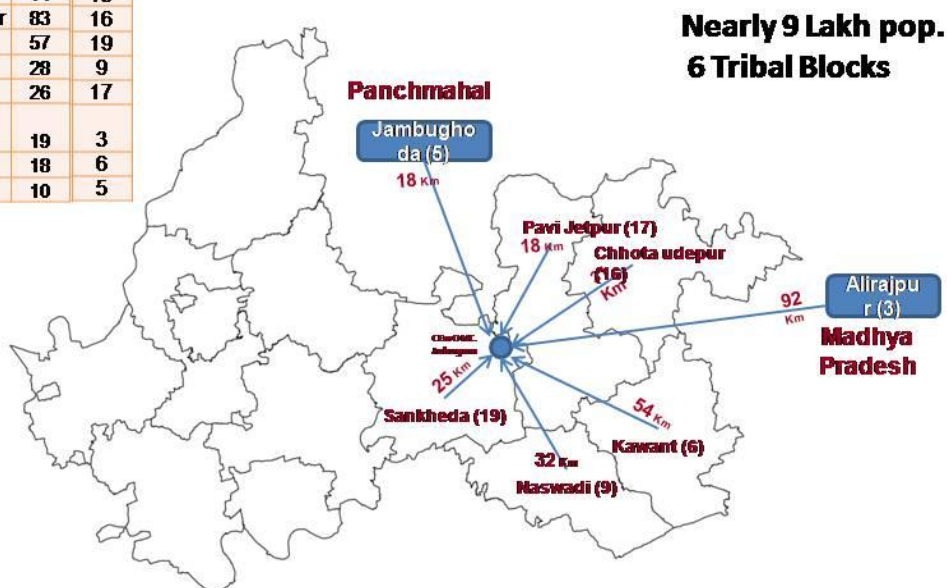 r 83 16
57 19
28 9
26 17
19 3
18 6
10 5
Nearly 9 Lakh pop.
6 Tribal Blocks
Panchmahal
Jambugho
da (5)
18 Km
Pavi Jetpur (17)
18 Km
Chhota udepur
(16)
Km
92
Km
Alirajpu
r (3)
Madhya
Pradesh
25 Km
Sankheda (19)
54 Km
Kawant (6)
32 Km
Naswadi (9)